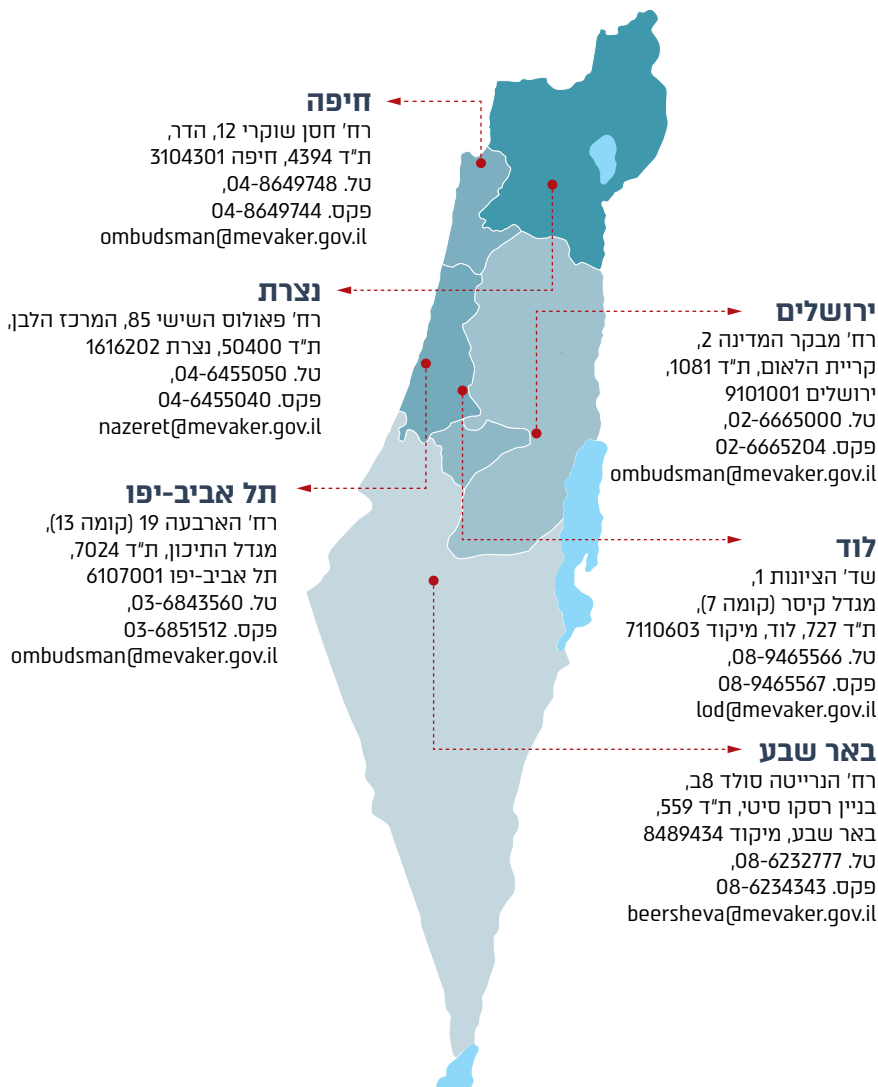 חיפה
רח' חסן שוקרי 12, הדר,
ת"ד 4394, חיפה 3104301
טל. 04-8649748,
פקס. 04-8649744
ombudsman@mevaker.gov.il
נצרת
רח' פאולוס השישי 85, המרכז הלבן,
ת"ד 50400, נצרת 1616202
טל. 04-6455050,
פקס. 04-6455040
nazeret@mevaker.gov.il
תל אביב-יפו
רח' הארבעה 19 (קומה 13),
מגדל התיכון, ת"ד 7024,
תל אביב-יפו 6107001
טל. 03-6843560,
פקס. 03-6851512
ombudsman@mevaker.gov.il
ירושלים
רח' מבקר המדינה 2,
קריית הלאום, ת"ד 1081,
ירושלים 9101001
טל. 02-6665000,
פקס. 02-6665204
ombudsman@mevaker.gov.il
לוד
שד' הציונות 1,
מגדל קיסר (קומה 7),
ת"ד 727, לוד, מיקוד 7110603
טל. 08-9465566,
פקס. 08-9465567
lod@mevaker.gov.il
באר שבע
רח' הנרייטה סולד 8ב,
בניין רסקו סיטי, ת"ד 559,
באר שבע, מיקוד 8489434
טל. 08-6232777,
פקס. 08-6234343
beersheva@mevaker.gov.il